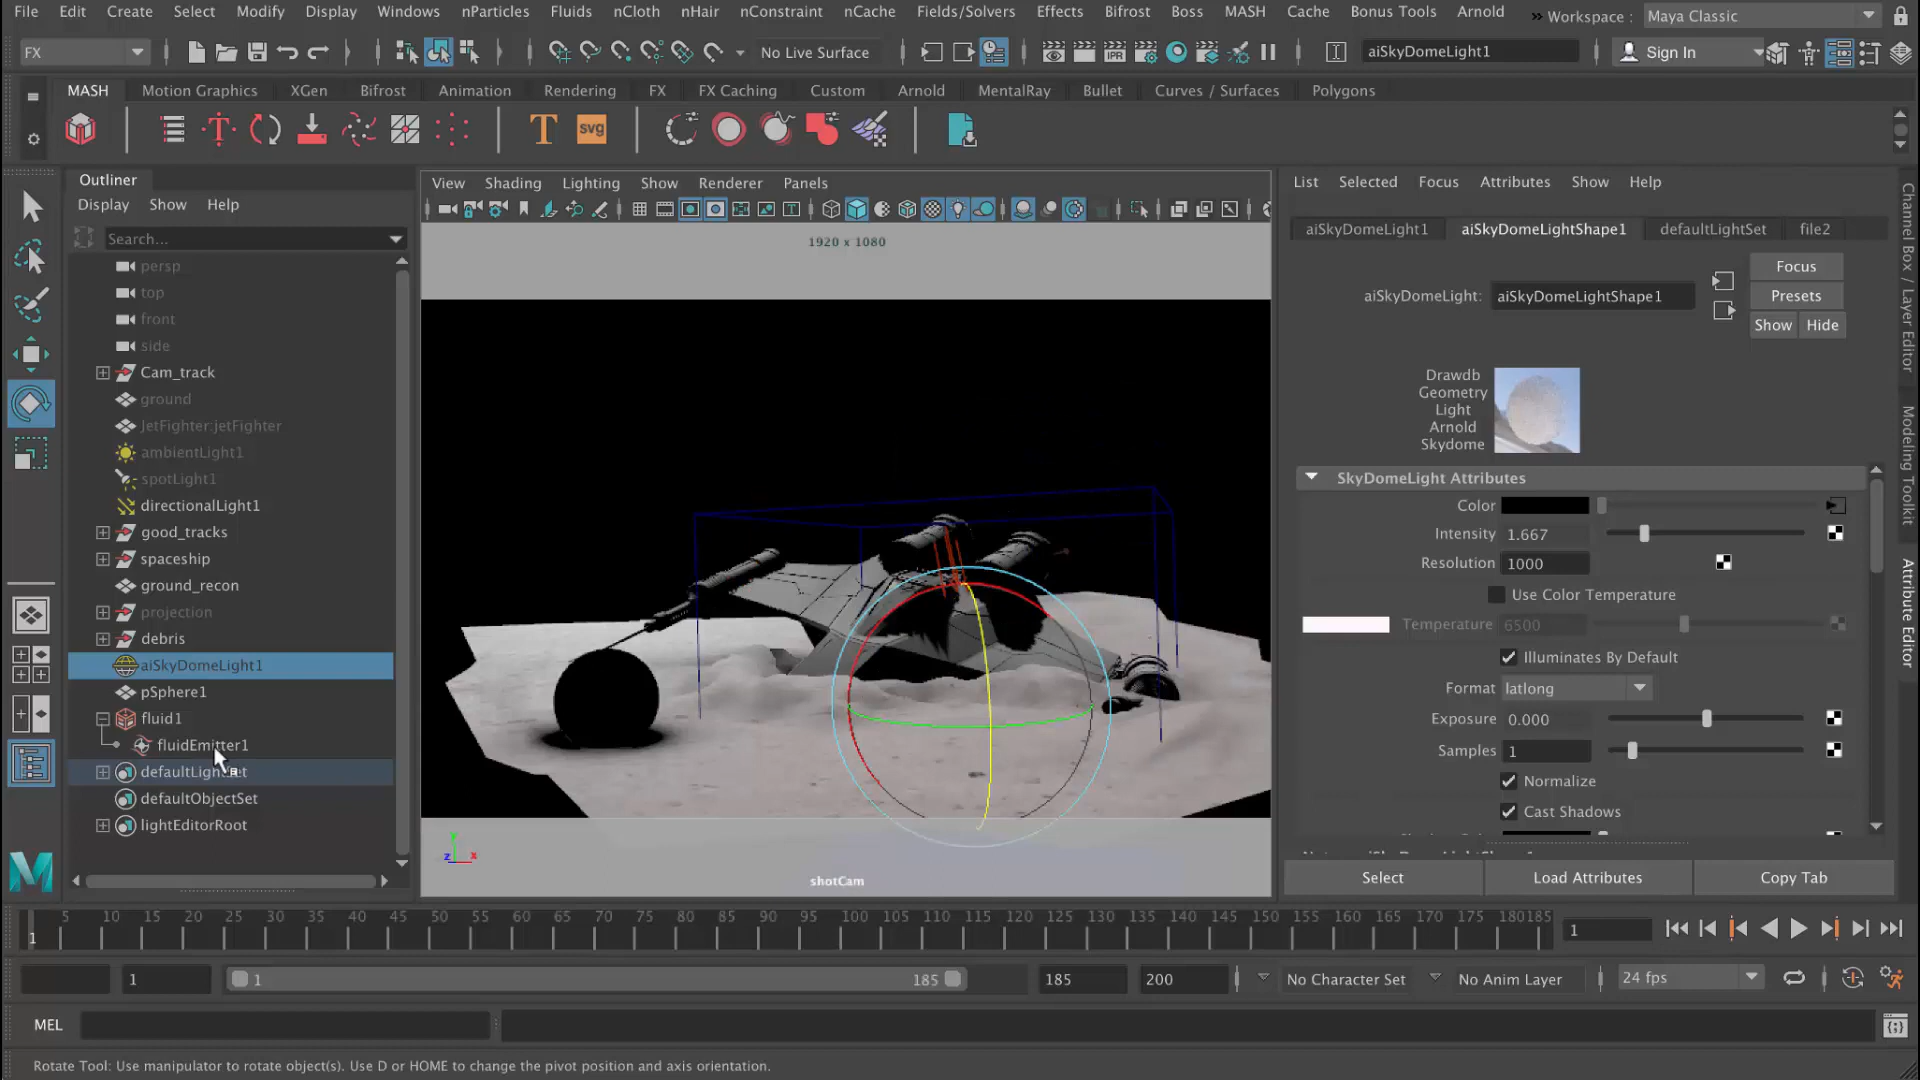 File Edit Create Select Modify Display Windows nParticles Fluids nCloth nHair nConstraint nCache Fields/Solvers Effects Bifrost Boss MASH Cache Bonus Tools Arnold » Workspace : Maya Classic
FX No Live Surface IPR aiSkyDomeLight1 Sign In
MASH Motion Graphics XGen Bifrost Animation Rendering FX FX Caching Custom Arnold MentalRay Bullet Curves / Surfaces Polygons
T T SVG
Outliner
Display Show Help
Search...
persp
top
front
side
Cam_track
ground
JetFighter:jetFighter
ambientLight1
spotLight1
directionalLight1
good_tracks
spaceship
ground_recon
projection
debris
aiSkyDomeLight1
pSphere1
fluid1
fluidEmitter1
defaultLightSet
defaultObjectSet
lightEditorRoot
View Shading Lighting Show Renderer Panels
1920 x 1080
y
z x
shotCam
List Selected Focus Attributes Show Help
aiSkyDomeLight1 aiSkyDomeLightShape1 defaultLightSet file2
aiSkyDomeLight: aiSkyDomeLightShape1
Focus
Presets
Show Hide
Drawdb
Geometry
Light
Arnold
Skydome
SkyDomeLight Attributes
Color
Intensity 1.667
Resolution 1000
Use Color Temperature
Temperature 6500
Illuminates By Default
Format latlong
Exposure 0.000
Samples 1
Normalize
Cast Shadows
Select Load Attributes Copy Tab
Channel Box / Layer Editor
Modeling Toolkit
Attribute Editor
5 10 15 20 25 30 35 40 45 50 55 60 65 70 75 80 85 90 95 100 105 110 115 120 125 130 135 140 145 150 155 160 165 170 175 180 185
1 1
1 1 185 185 200 No Character Set No Anim Layer 24 fps
MEL
Rotate Tool: Use manipulator to rotate object(s). Use D or HOME to change the pivot position and axis orientation.